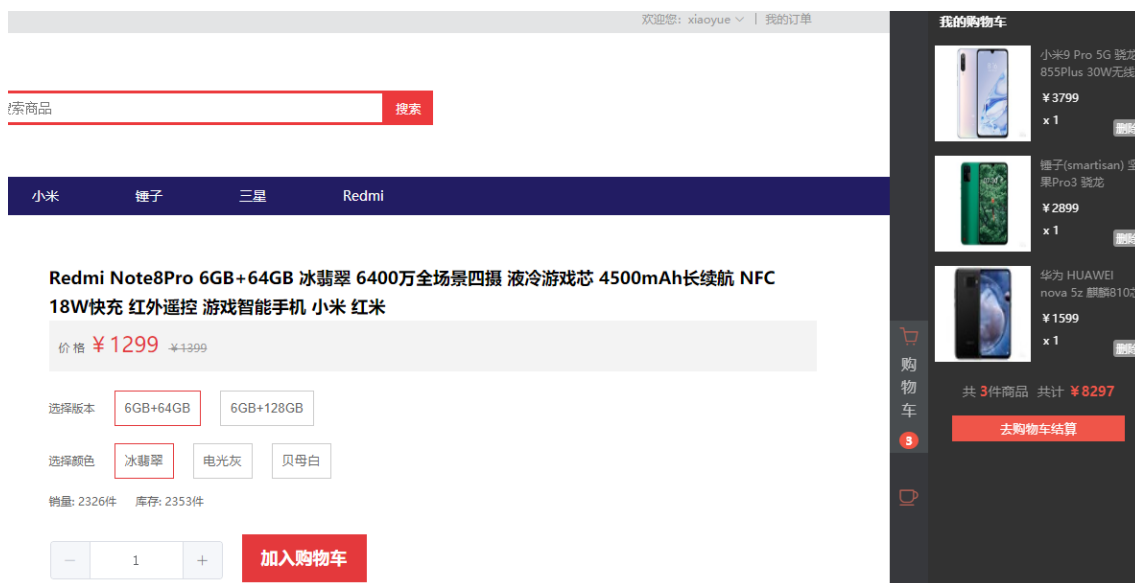 欢迎您：xiaoyue
我的订单
索商品
搜索
小米
锤子
三星
Redmi
Redmi Note8Pro 6GB+64GB 冰翡翠 6400万全场景四摄 液冷游戏芯 4500mAh长续航 NFC
18W快充 红外遥控 游戏智能手机 小米 红米
价 格 ￥1299 ￥1399
选择版本 6GB+64GB 6GB+128GB
选择颜色 冰翡翠 电光灰 贝母白
销量: 2326件 库存: 2353件
1
加入购物车
购
物
车
3
我的购物车
小米9 Pro 5G 骁龙
855Plus 30W无线
￥3799
x 1
删除
锤子(smartisan) 坚
果Pro3 骁龙
￥2899
x 1
删除
华为 HUAWEI
nova 5z 麒麟810芯
￥1599
x 1
删除
共 3件商品 共计 ￥8297
去购物车结算